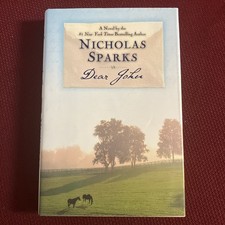 A Novel by the
#1 New York Times Bestselling Author
NICHOLAS
SPARKS
Dear John